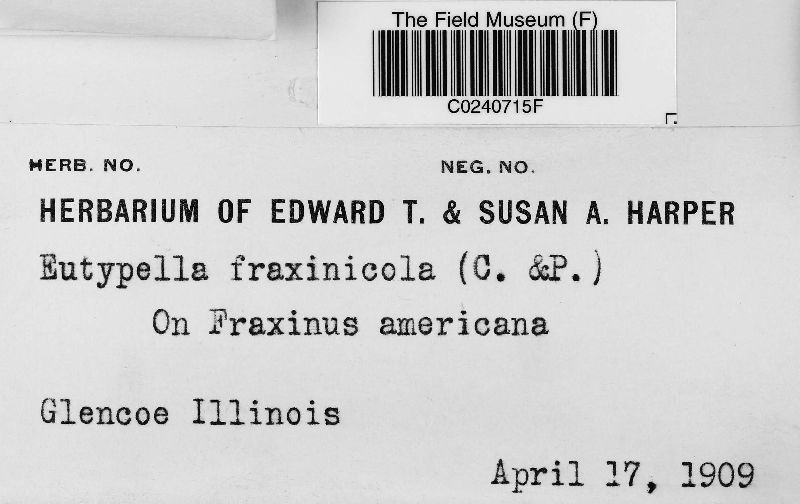 The Field Museum (F)
C0240715F
HERB. NO. NEG. NO.
HERBARIUM OF EDWARD T. & SUSAN A. HARPER
Eutypella fraxinicola (C. &P.)
On Fraxinus americana
Glencoe Illinois
April 17, 1909